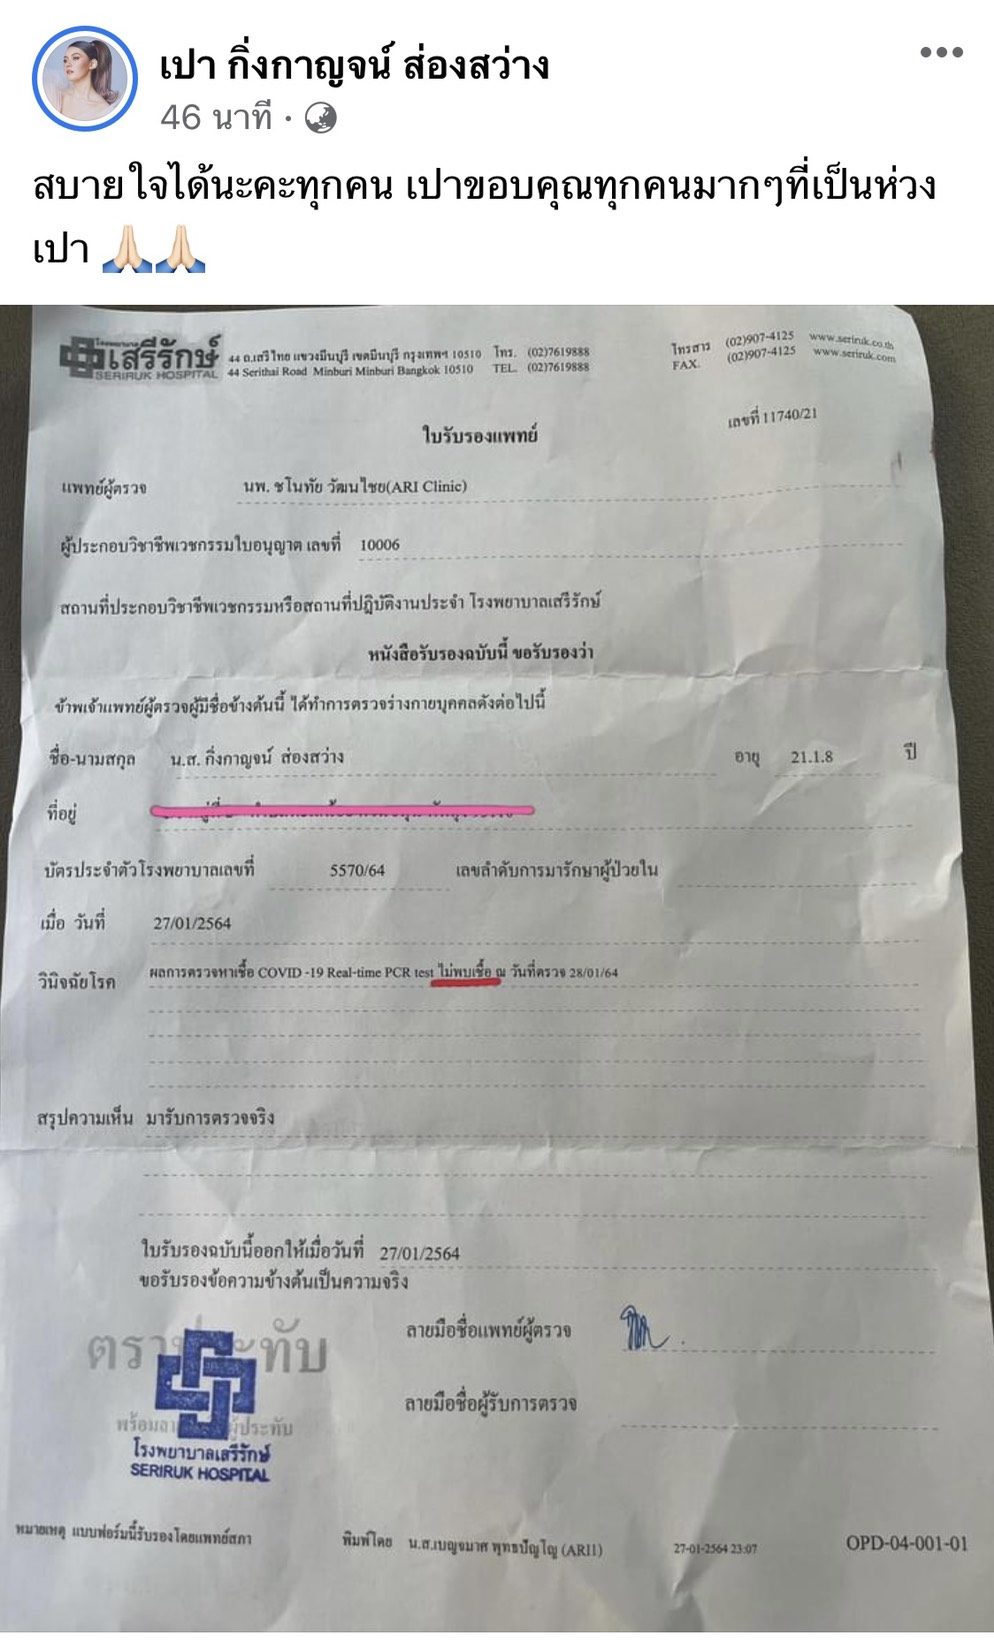 เปา กิ่งกาญจน์ ส่องสว่าง
46 นาที ·
สบายใจได้นะคะทุกคน เปาขอบคุณทุกคนมากๆที่เป็นห่วง
เปา 🙏🏻🙏🏻
โรงพยาบาล
เสรีรักษ์
SERIRUK HOSPITAL
44 ถ.เสรีไทย แขวงมีนบุรี เขตมีนบุรี กรุงเทพฯ 10510 โทร. (02)7619888
44 Serithai Road Minburi Minburi Bangkok 10510 TEL. (02)7619888
โทรสาร (02)907-4125 www.seriruk.co.th
FAX. (02)907-4125 www.seriruk.com
เลขที่ 11740/21
ใบรับรองแพทย์
แพทย์ผู้ตรวจ นพ. ชโนทัย วัฒนไชย(ARI Clinic)
ผู้ประกอบวิชาชีพเวชกรรมใบอนุญาต เลขที่ 10006
สถานที่ประกอบวิชาชีพเวชกรรมหรือสถานที่ปฏิบัติงานประจำ โรงพยาบาลเสรีรักษ์
หนังสือรับรองฉบับนี้ ขอรับรองว่า
ข้าพเจ้าแพทย์ผู้ตรวจผู้มีชื่อข้างต้นนี้ ได้ทำการตรวจร่างกายบุคคลดังต่อไปนี้
ชื่อ-นามสกุล น.ส. กิ่งกาญจน์ ส่องสว่าง อายุ 21.1.8 ปี
ที่อยู่
บัตรประจำตัวโรงพยาบาลเลขที่ 5570/64 เลขลำดับการมารักษาผู้ป่วยใน
เมื่อ วันที่ 27/01/2564
วินิจฉัยโรค ผลการตรวจหาเชื้อ COVID -19 Real-time PCR test ไม่พบเชื้อ ณ วันที่ตรวจ 28/01/64
สรุปความเห็น มารับการตรวจจริง
ใบรับรองฉบับนี้ออกให้เมื่อวันที่ 27/01/2564
ขอรับรองข้อความข้างต้นเป็นความจริง
ลายมือชื่อแพทย์ผู้ตรวจ
ลายมือชื่อผู้รับการตรวจ
โรงพยาบาลเสรีรักษ์
SERIRUK HOSPITAL
หมายเหตุ แบบฟอร์มนี้รับรองโดยแพทย์สภา พิมพ์โดย น.ส.เบญจมาศ (ARI1) 27-01-2564 23:07 OPD-04-001-01